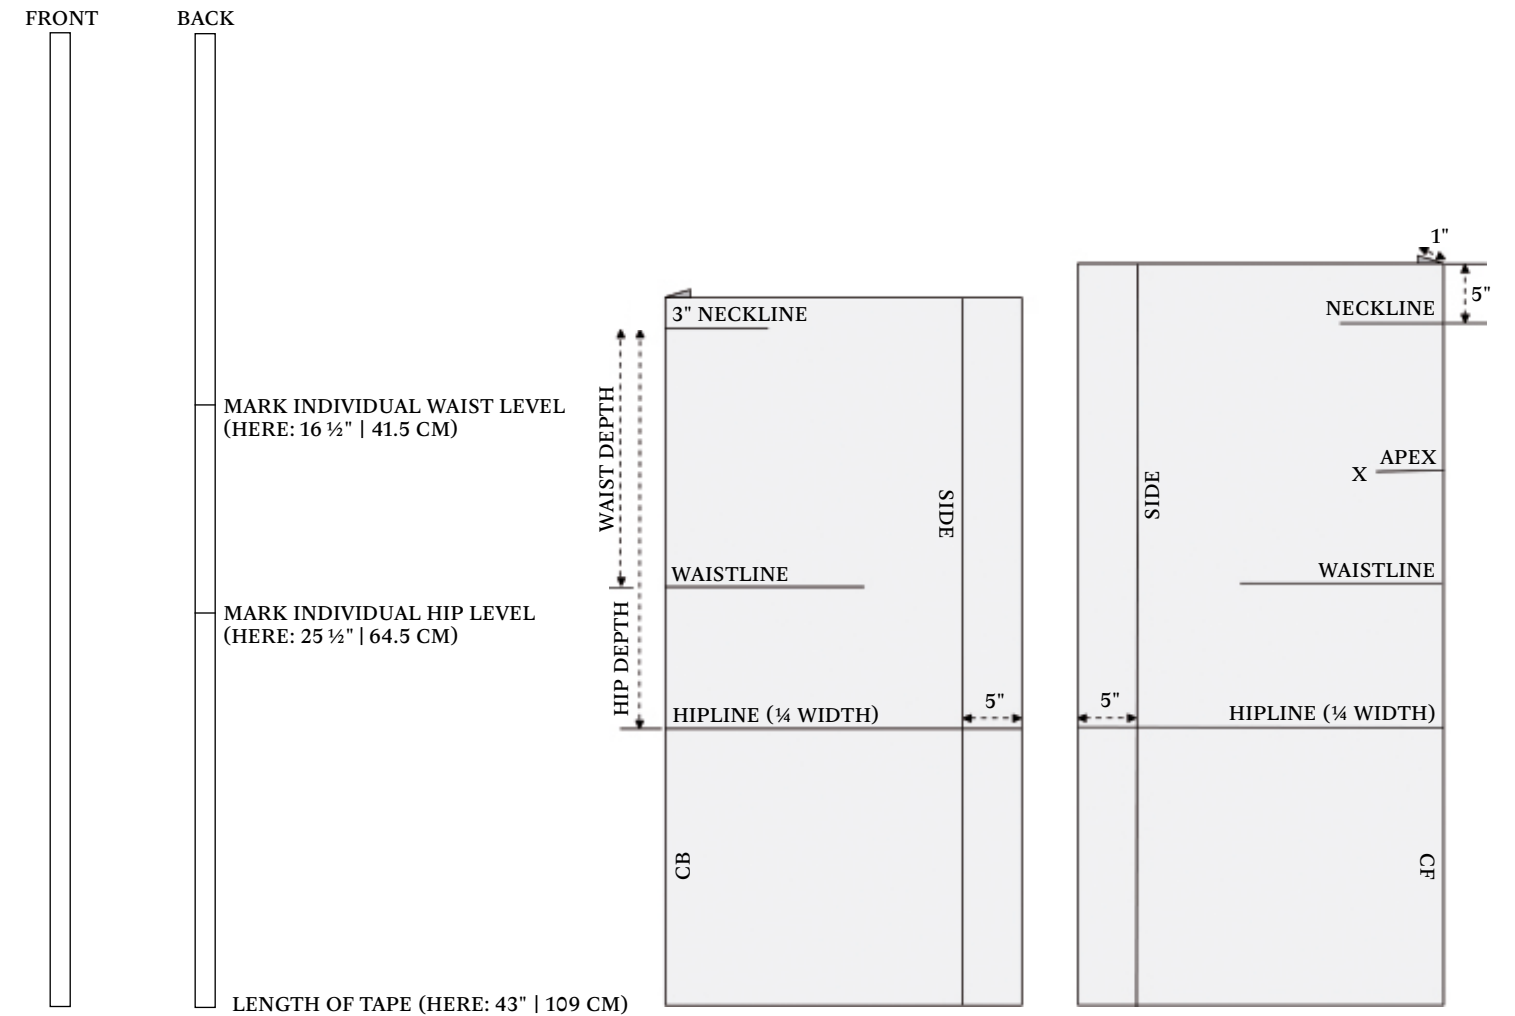 FRONT
BACK
MARK INDIVIDUAL WAIST LEVEL
(HERE: 16 ½" | 41.5 CM)
MARK INDIVIDUAL HIP LEVEL
(HERE: 25 ½" | 64.5 CM)
LENGTH OF TAPE (HERE: 43" | 109 CM)
3" NECKLINE
WAIST DEPTH
SIDE
WAISTLINE
HIP DEPTH
5"
HIPLINE (¼ WIDTH)
CB
1"
5"
NECKLINE
APEX
X
SIDE
WAISTLINE
5"
HIPLINE (¼ WIDTH)
CF